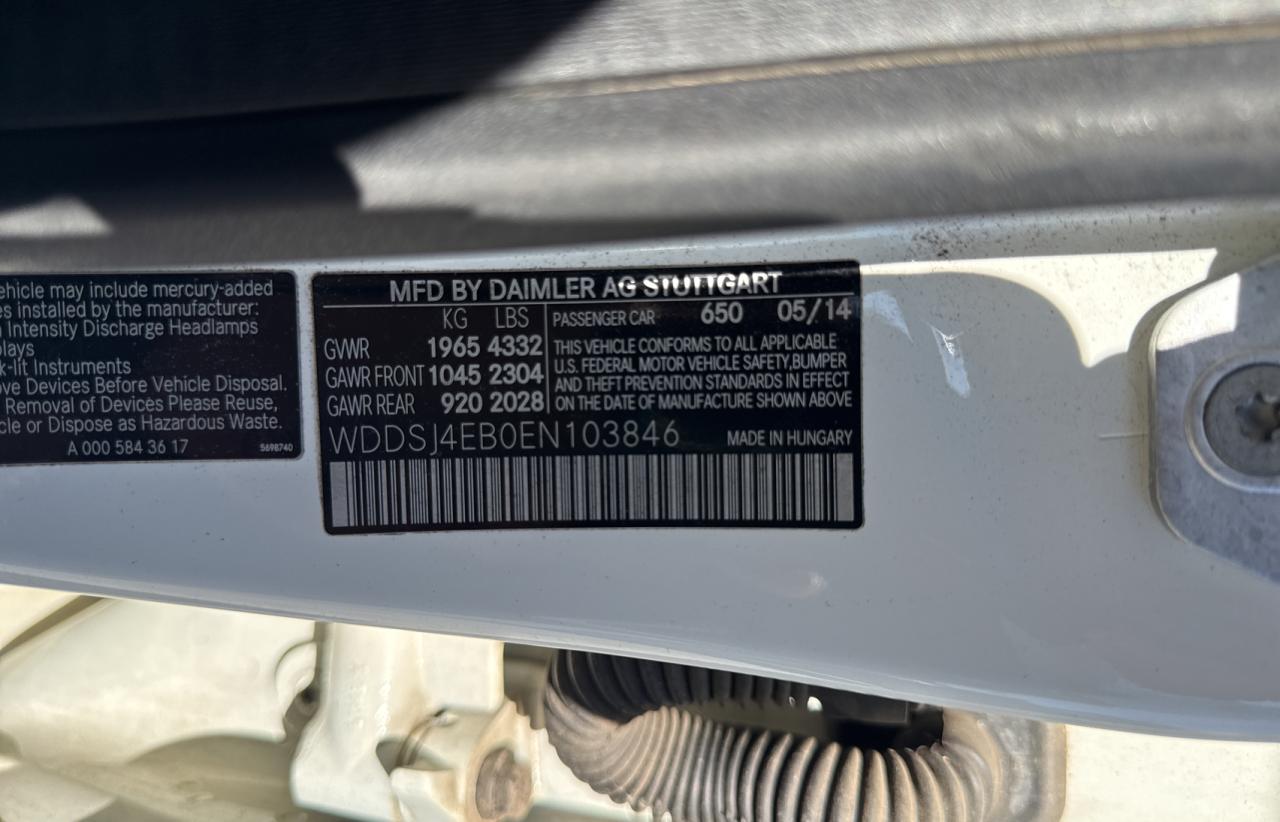 ehicle may include mercury-added
es installed by the manufacturer:
Intensity Discharge Headlamps
plays
k-lit Instruments
ove Devices Before Vehicle Disposal.
Removal of Devices Please Reuse,
cle or Dispose as Hazardous Waste.
A 000 584 36 17
5698740
MFD BY DAIMLER AG STUTTGART
KG LBS
GVWR 1965 4332
GAWR FRONT 1045 2304
GAWR REAR 920 2028
PASSENGER CAR 650 05/14
THIS VEHICLE CONFORMS TO ALL APPLICABLE
U.S. FEDERAL MOTOR VEHICLE SAFETY,BUMPER
AND THEFT PREVENTION STANDARDS IN EFFECT
ON THE DATE OF MANUFACTURE SHOWN ABOVE
WDDSJ4EB0EN103846 MADE IN HUNGARY